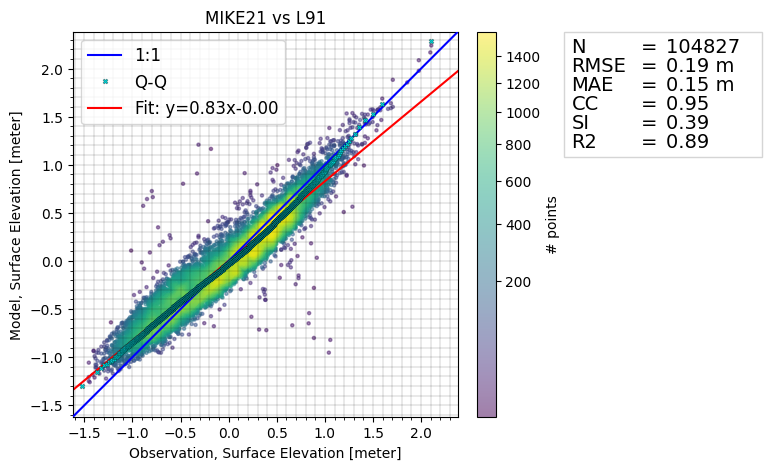 MIKE21 vs L91
1:1
Q-Q
Fit: y=0.83x-0.00
Model, Surface Elevation [meter]
2.0
1.5
1.0
0.5
0.0
−0.5
−1.0
−1.5
−1.5 −1.0 −0.5 0.0 0.5 1.0 1.5 2.0
Observation, Surface Elevation [meter]
1400
1200
1000
800
600
400
200
# points
N = 104827
RMSE = 0.19 m
MAE = 0.15 m
CC = 0.95
SI = 0.39
R2 = 0.89